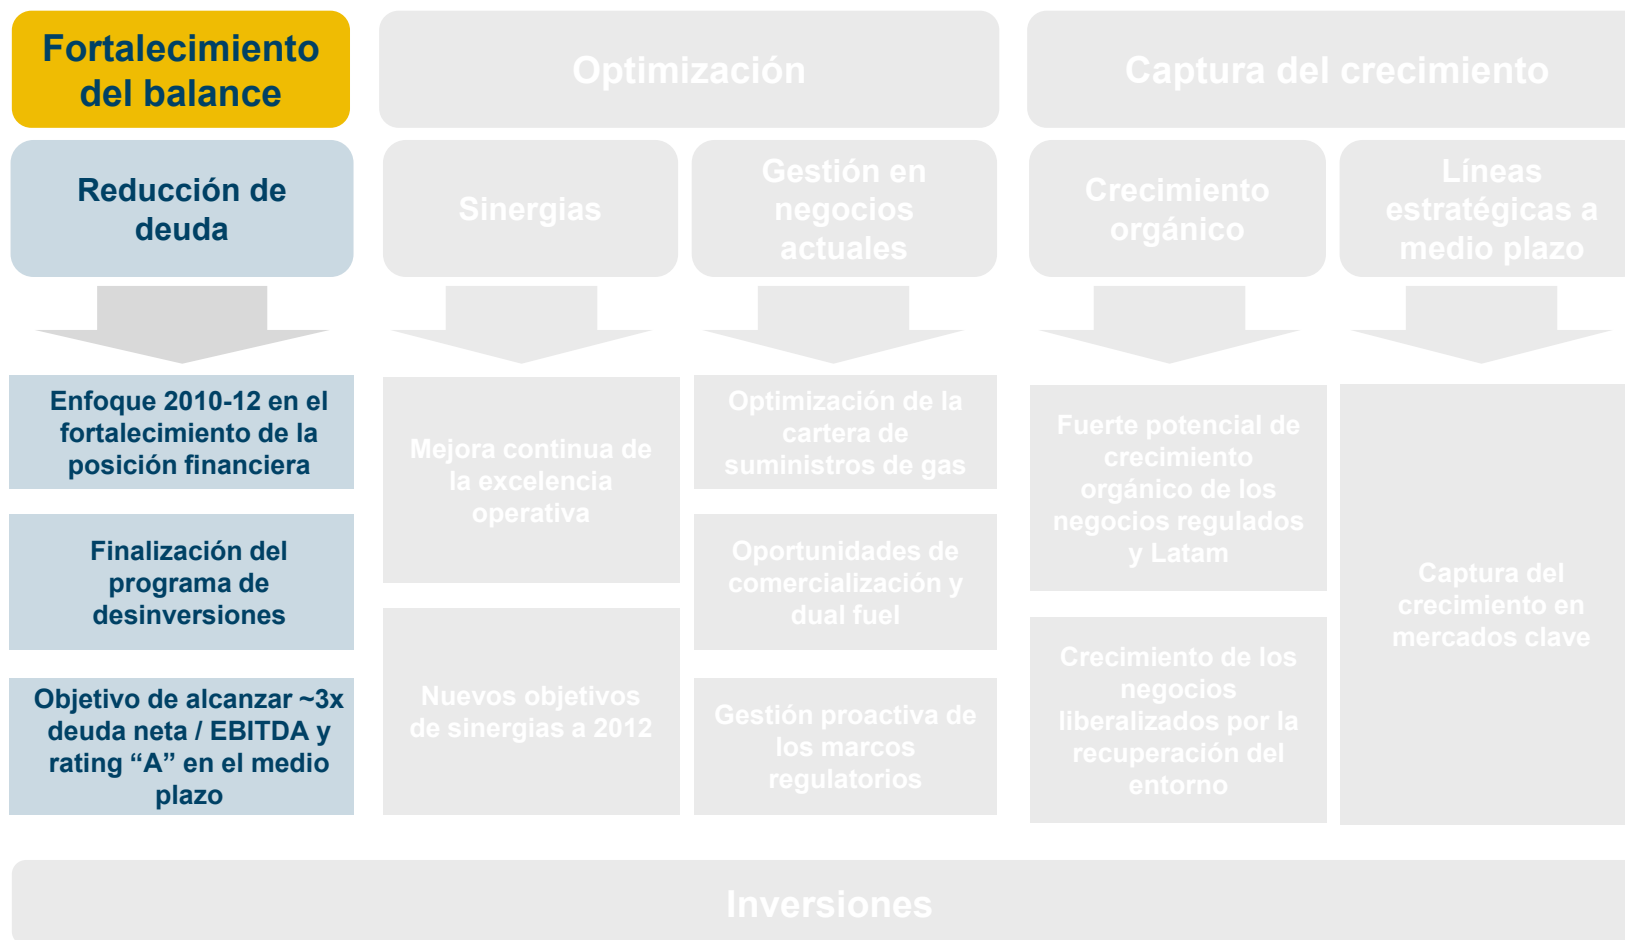 Fortalecimiento
del balance
Optimización
Captura del crecimiento
Reducción de
deuda
Sinergias
Gestión en
negocios
actuales
Crecimiento
orgánico
Líneas
estratégicas a
medio plazo
Enfoque 2010-12 en el
fortalecimiento de la
posición financiera
Finalización del
programa de
desinversiones
Objetivo de alcanzar ~3x
deuda neta / EBITDA y
rating “A” en el medio
plazo
Mejora continua de
la excelencia
operativa
Nuevos objetivos
de sinergias a 2012
Optimización de la
cartera de
suministros de gas
Oportunidades de
comercialización y
dual fuel
Gestión proactiva de
los marcos
regulatorios
Fuerte potencial de
crecimiento
orgánico de los
negocios regulados
y Latam
Crecimiento de los
negocios
liberalizados por la
recuperación del
entorno
Captura del
crecimiento en
mercados clave
Inversiones